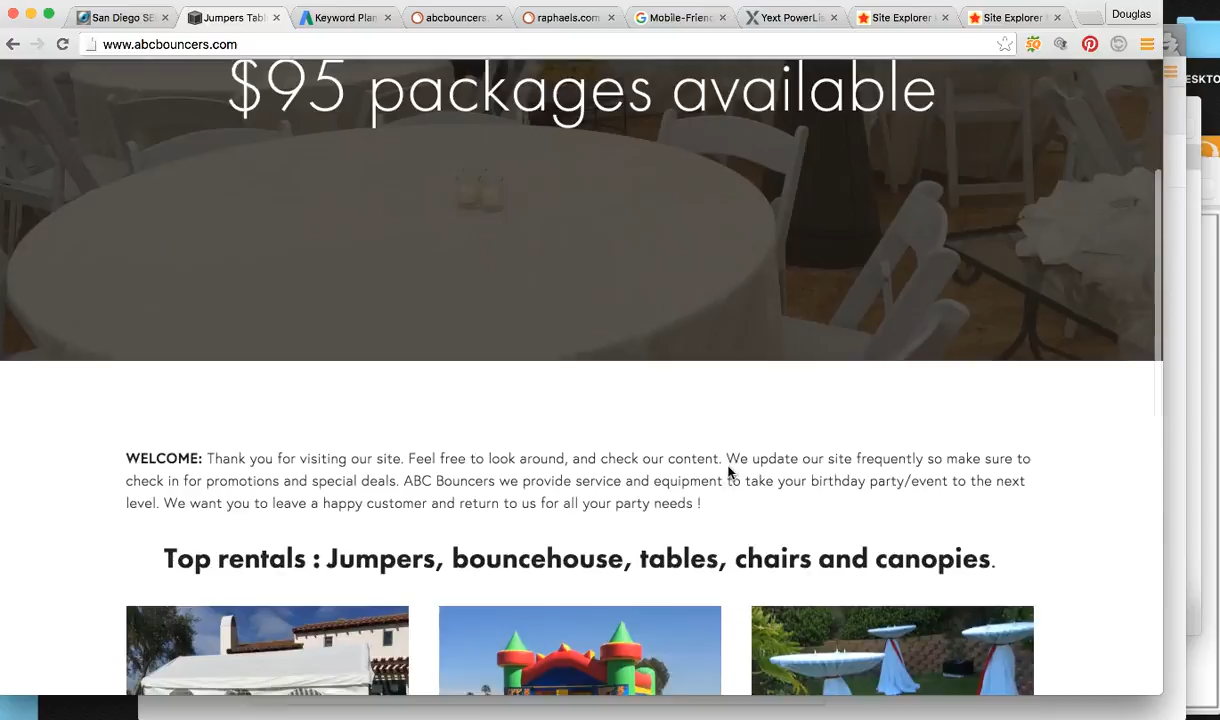 San Diego SE
Jumpers Tabl
Keyword Plan
abcbouncers.
raphaels.com
Mobile-Frien
Yext PowerLis
Site Explorer
Site Explorer
Douglas
www.abcbouncers.com
SQ
ESKTO
$95 packages available
WELCOME: Thank you for visiting our site. Feel free to look around, and check our content. We update our site frequently so make sure to
check in for promotions and special deals. ABC Bouncers we provide service and equipment to take your birthday party/event to the next
level. We want you to leave a happy customer and return to us for all your party needs !
Top rentals : Jumpers, bouncehouse, tables, chairs and canopies.